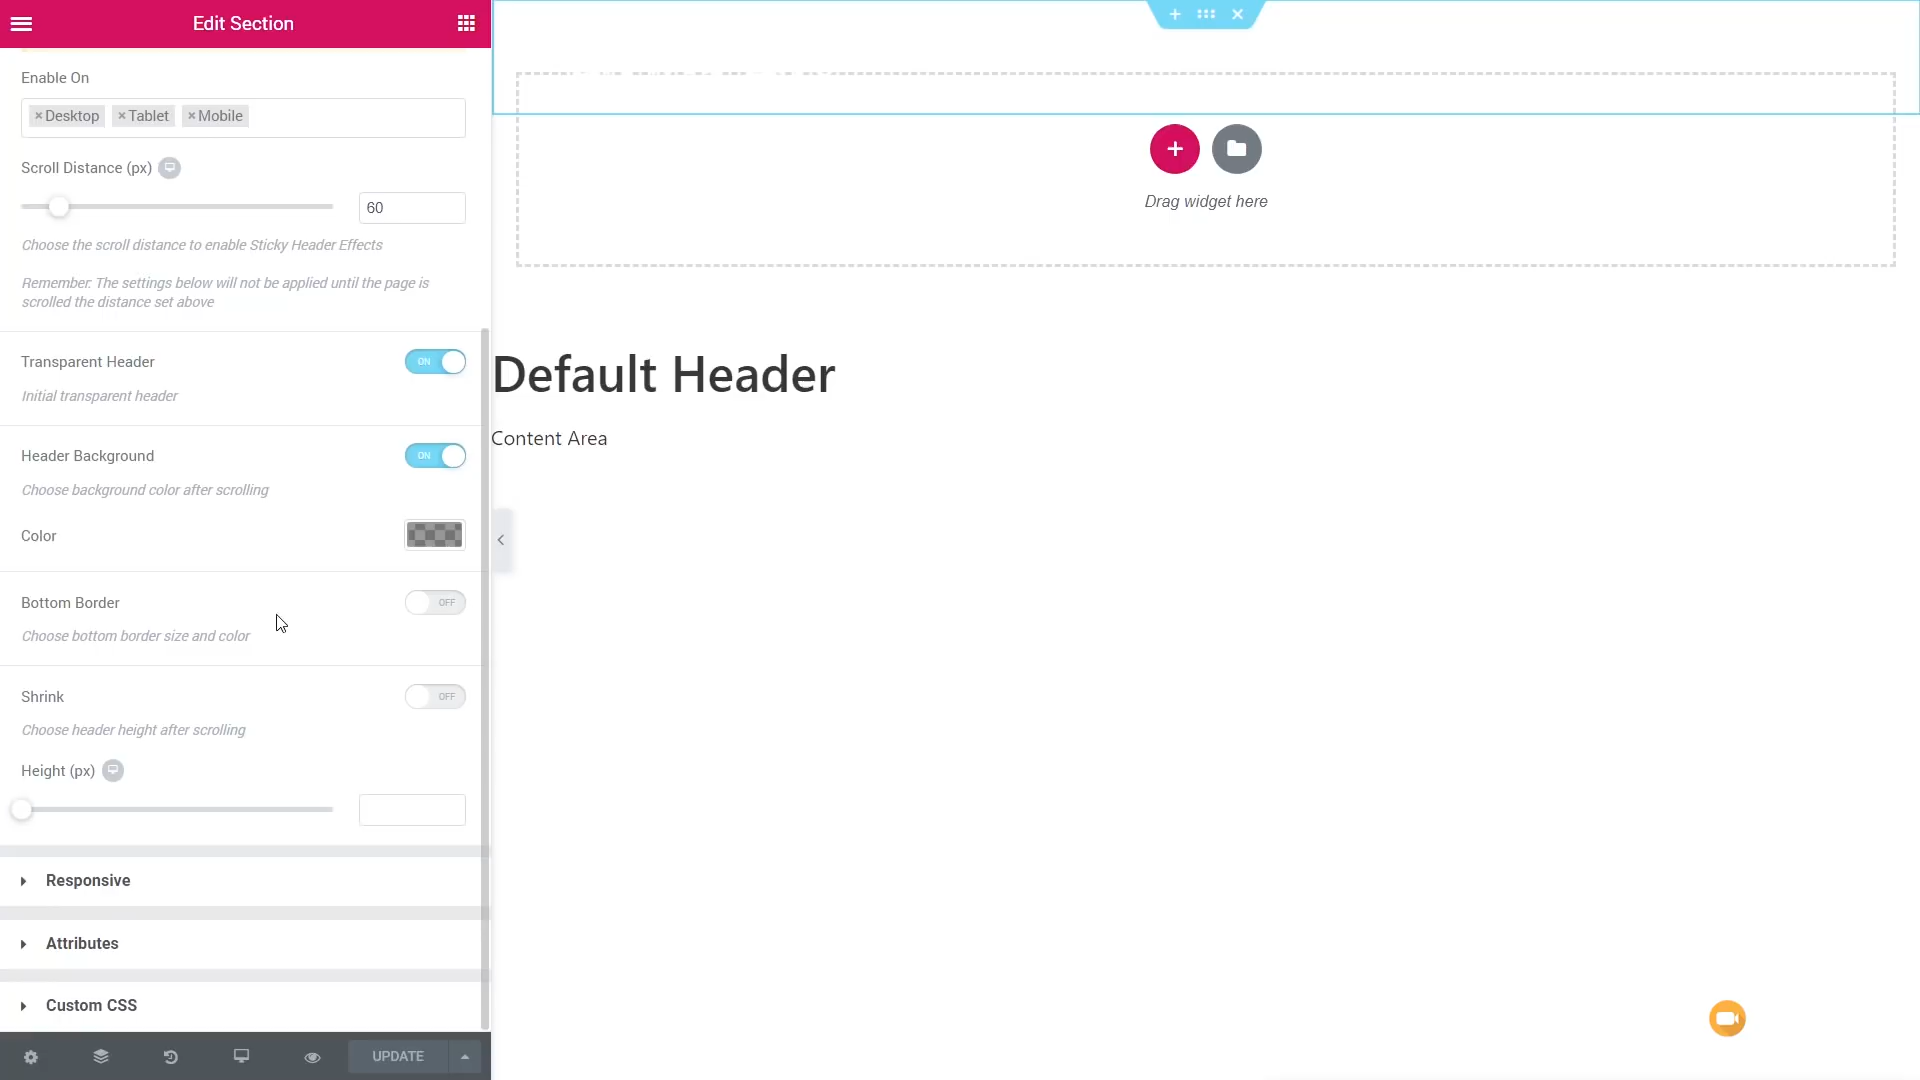 Edit Section
Enable On
×Desktop ×Tablet ×Mobile
Scroll Distance (px)
60
Choose the scroll distance to enable Sticky Header Effects
Remember: The settings below will not be applied until the page is
scrolled the distance set above
Transparent Header
ON
Initial transparent header
Header Background
ON
Choose background color after scrolling
Color
Bottom Border
OFF
Choose bottom border size and color
Shrink
OFF
Choose header height after scrolling
Height (px)
Responsive
Attributes
Custom CSS
UPDATE
Drag widget here
Default Header
Content Area